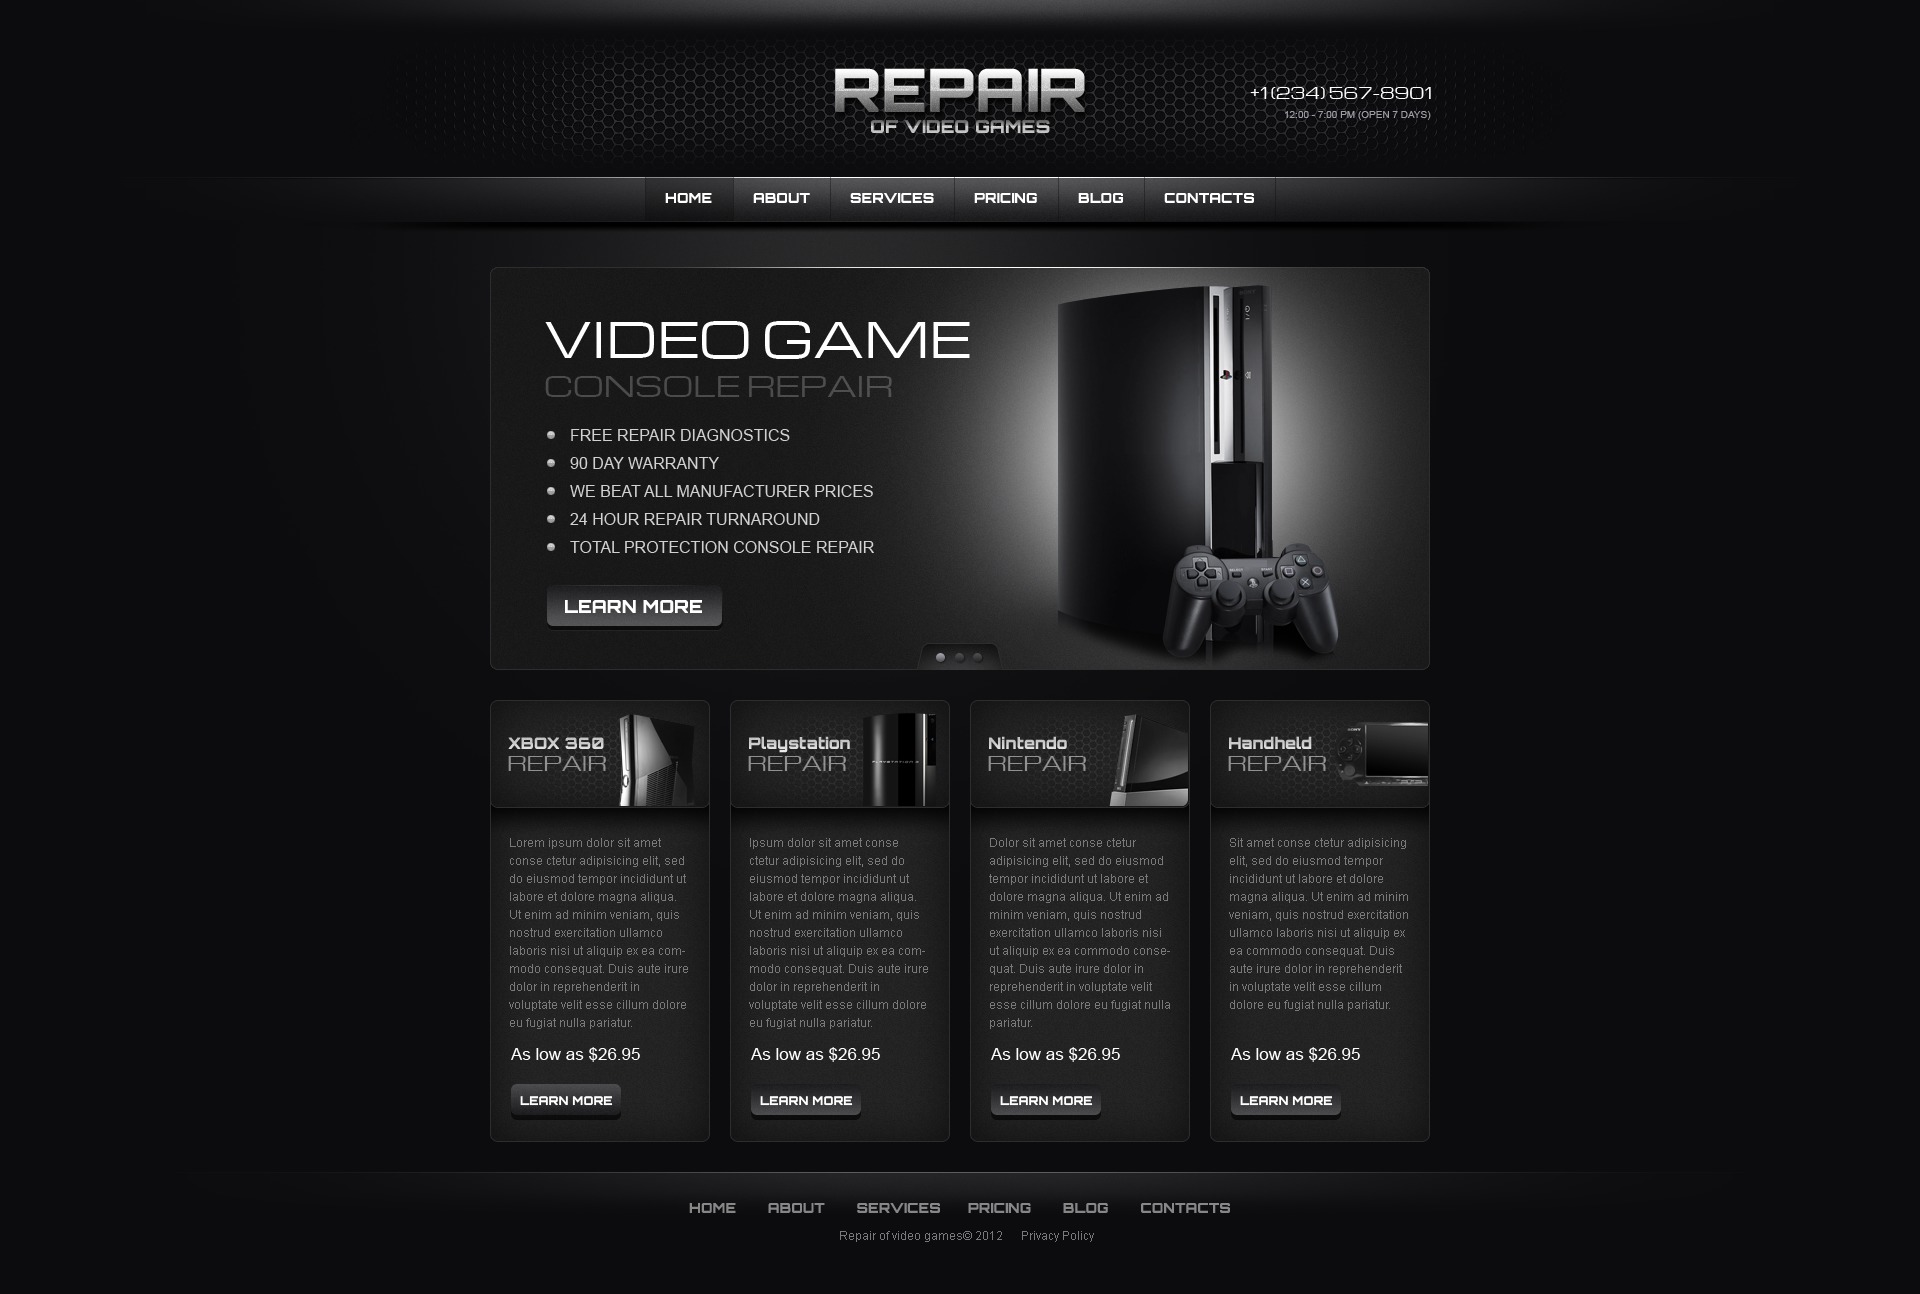 REPAIR
OF VIDEO GAMES
+1 (234) 567-8901
12:00 - 7:00 PM (OPEN 7 DAYS)
HOME ABOUT SERVICES PRICING BLOG CONTACTS
VIDEO GAME
CONSOLE REPAIR
FREE REPAIR DIAGNOSTICS
90 DAY WARRANTY
WE BEAT ALL MANUFACTURER PRICES
24 HOUR REPAIR TURNAROUND
TOTAL PROTECTION CONSOLE REPAIR
LEARN MORE
SELECT START
XBOX 360
REPAIR
Lorem ipsum dolor sit amet
conse ctetur adipisicing elit, sed
do eiusmod tempor incididunt ut
labore et dolore magna aliqua.
Ut enim ad minim veniam, quis
nostrud exercitation ullamco
laboris nisi ut aliquip ex ea com-
modo consequat. Duis aute irure
dolor in reprehenderit in
voluptate velit esse cillum dolore
eu fugiat nulla pariatur.
As low as $26.95
LEARN MORE
Playstation
REPAIR
PLAYSTATION 3
Ipsum dolor sit amet conse
ctetur adipisicing elit, sed do
eiusmod tempor incididunt ut
labore et dolore magna aliqua.
Ut enim ad minim veniam, quis
nostrud exercitation ullamco
laboris nisi ut aliquip ex ea com-
modo consequat. Duis aute irure
dolor in reprehenderit in
voluptate velit esse cillum dolore
eu fugiat nulla pariatur.
As low as $26.95
LEARN MORE
Nintendo
REPAIR
Dolor sit amet conse ctetur
adipisicing elit, sed do eiusmod
tempor incididunt ut labore et
dolore magna aliqua. Ut enim ad
minim veniam, quis nostrud
exercitation ullamco laboris nisi
ut aliquip ex ea commodo conse-
quat. Duis aute irure dolor in
reprehenderit in voluptate velit
esse cillum dolore eu fugiat nulla
pariatur.
As low as $26.95
LEARN MORE
Handheld
REPAIR
SONY
Sit amet conse ctetur adipisicing
elit, sed do eiusmod tempor
incididunt ut labore et dolore
magna aliqua. Ut enim ad minim
veniam, quis nostrud exercitation
ullamco laboris nisi ut aliquip ex
ea commodo consequat. Duis
aute irure dolor in reprehenderit
in voluptate velit esse cillum
dolore eu fugiat nulla pariatur.
As low as $26.95
LEARN MORE
HOME ABOUT SERVICES PRICING BLOG CONTACTS
Repair of video games© 2012 Privacy Policy